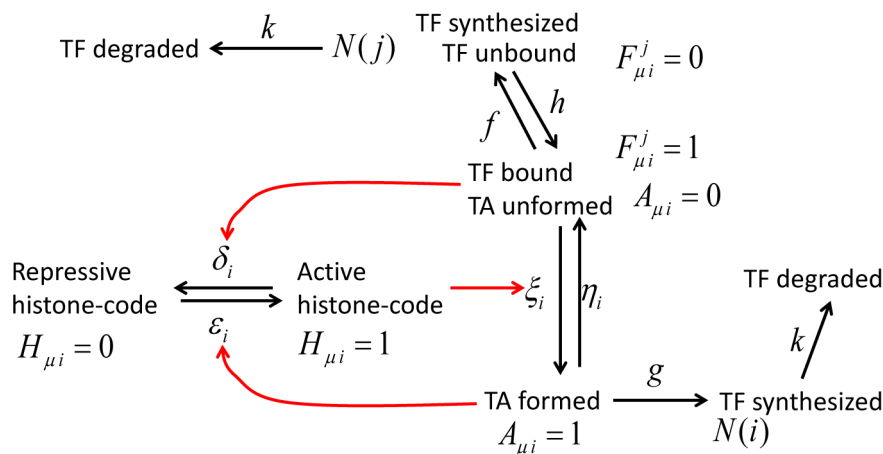 TF degraded
k
N(j)
TF synthesized
TF unbound
F^j_{μi} = 0
f
h
F^j_{μi} = 1
TF bound
TA unformed
A_{μi} = 0
δ_i
Repressive
histone-code
H_{μi} = 0
ε_i
Active
histone-code
H_{μi} = 1
ξ_i
η_i
TF degraded
k
g
TA formed
A_{μi} = 1
TF synthesized
N(i)